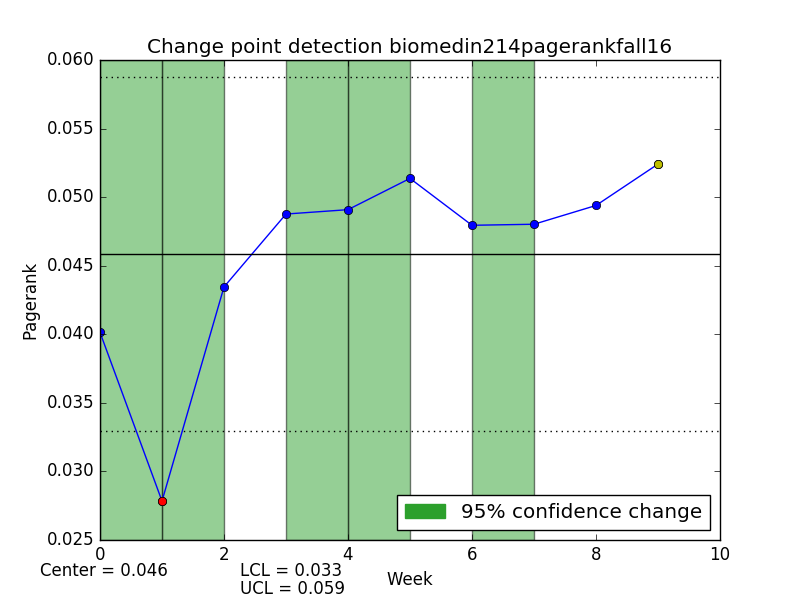 Change point detection biomedin214pagerankfall16
0.060
0.055
0.050
0.045
0.040
0.035
0.030
0.025
Pagerank
95% confidence change
0 2 4 6 8 10
Center = 0.046 LCL = 0.033 Week
UCL = 0.059